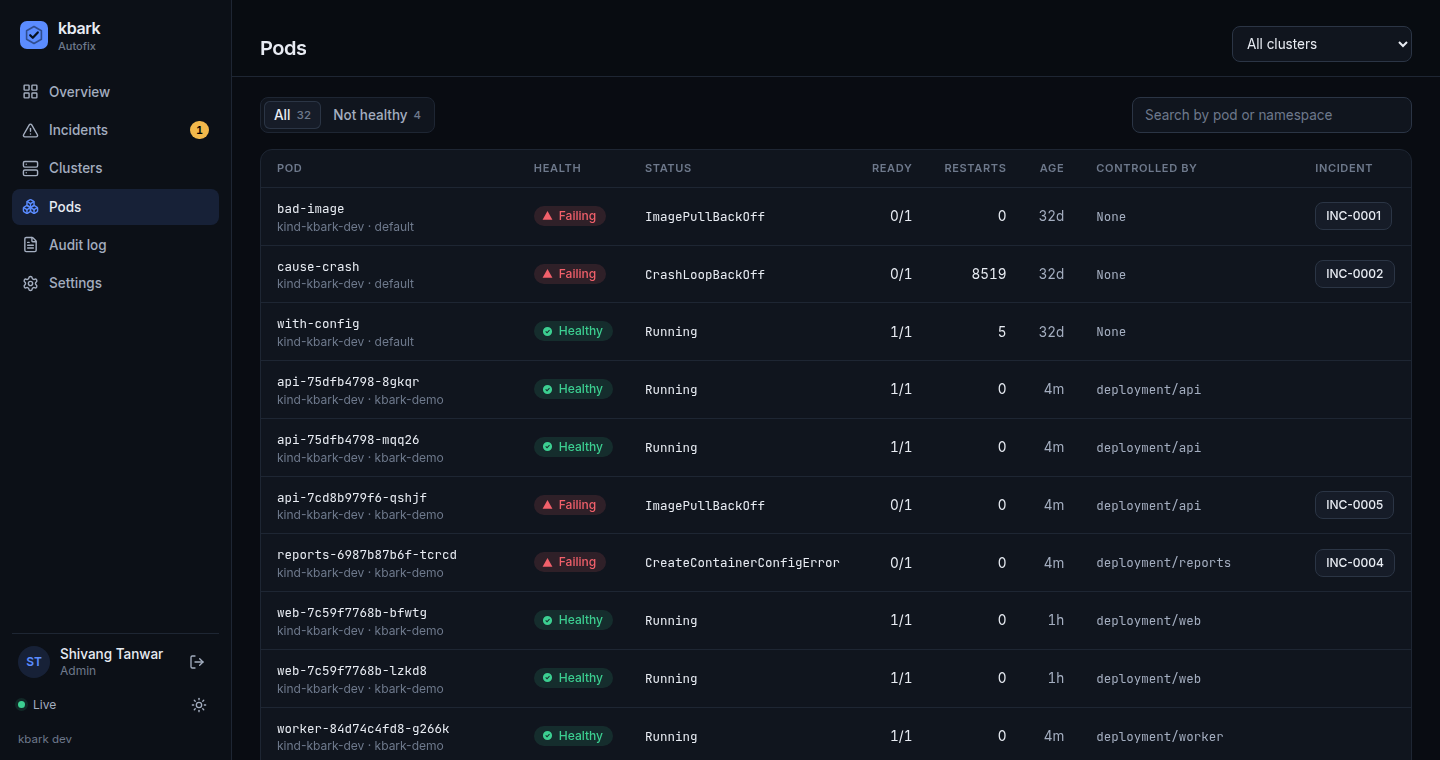 kbark
Autofix
Overview
Incidents 1
Clusters
Pods
Audit log
Settings
ST Shivang Tanwar
Admin
Live
kbark dev
Pods
All clusters
All 32 Not healthy 4
Search by pod or namespace
POD HEALTH STATUS READY RESTARTS AGE CONTROLLED BY INCIDENT
bad-image
kind-kbark-dev · default
Failing ImagePullBackOff 0/1 0 32d None INC-0001
cause-crash
kind-kbark-dev · default
Failing CrashLoopBackOff 0/1 8519 32d None INC-0002
with-config
kind-kbark-dev · default
Healthy Running 1/1 5 32d None
api-75dfb4798-8gkqr
kind-kbark-dev · kbark-demo
Healthy Running 1/1 0 4m deployment/api
api-75dfb4798-mqq26
kind-kbark-dev · kbark-demo
Healthy Running 1/1 0 4m deployment/api
api-7cd8b979f6-qshjf
kind-kbark-dev · kbark-demo
Failing ImagePullBackOff 0/1 0 4m deployment/api INC-0005
reports-6987b87b6f-tcrcd
kind-kbark-dev · kbark-demo
Failing CreateContainerConfigError 0/1 0 4m deployment/reports INC-0004
web-7c59f7768b-bfwtg
kind-kbark-dev · kbark-demo
Healthy Running 1/1 0 1h deployment/web
web-7c59f7768b-lzkd8
kind-kbark-dev · kbark-demo
Healthy Running 1/1 0 1h deployment/web
worker-84d74c4fd8-g266k
kind-kbark-dev · kbark-demo
Healthy Running 1/1 0 4m deployment/worker